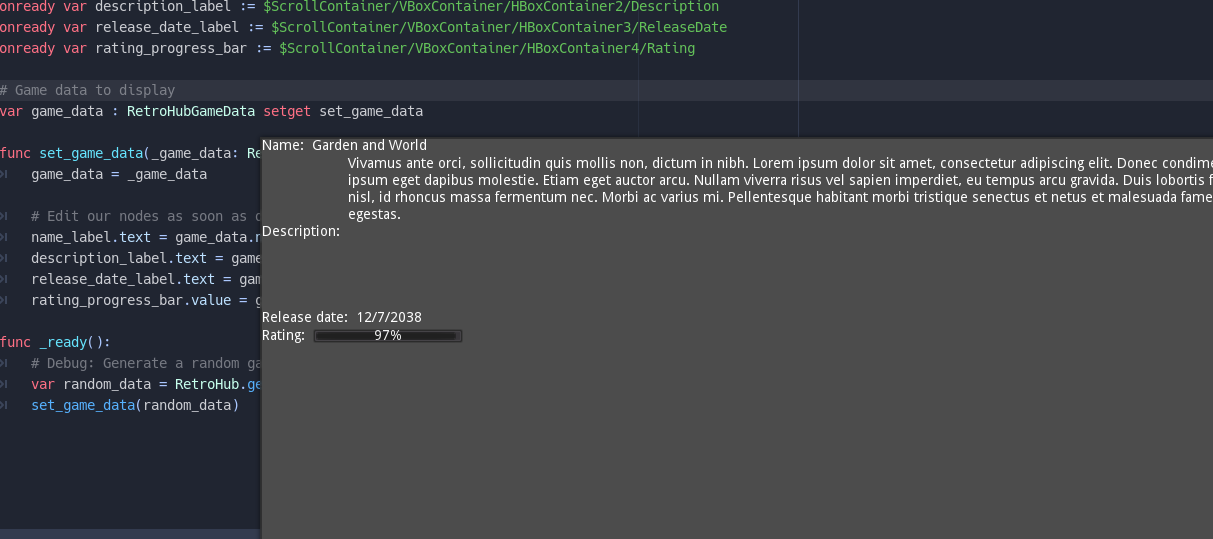 onready var description_label := $ScrollContainer/VBoxContainer/HBoxContainer2/Description
onready var release_date_label := $ScrollContainer/VBoxContainer/HBoxContainer3/ReleaseDate
onready var rating_progress_bar := $ScrollContainer/VBoxContainer/HBoxContainer4/Rating
# Game data to display
var game_data : RetroHubGameData setget set_game_data
func set_game_data(_game_data: Re
game_data = _game_data
# Edit our nodes as soon as
name_label.text = game_data.
description_label.text = game
release_date_label.text = gam
rating_progress_bar.value = g
func _ready():
# Debug: Generate a random ga
var random_data = RetroHub.ge
set_game_data(random_data)
Name: Garden and World
Vivamus ante orci, sollicitudin quis mollis non, dictum in nibh. Lorem ipsum dolor sit amet, consectetur adipiscing elit. Donec condime
ipsum eget dapibus molestie. Etiam eget auctor arcu. Nullam viverra risus vel sapien imperdiet, eu tempus arcu gravida. Duis lobortis f
nisl, id rhoncus massa fermentum nec. Morbi ac varius mi. Pellentesque habitant morbi tristique senectus et netus et malesuada fame
egestas.
Description:
Release date: 12/7/2038
Rating: 97%